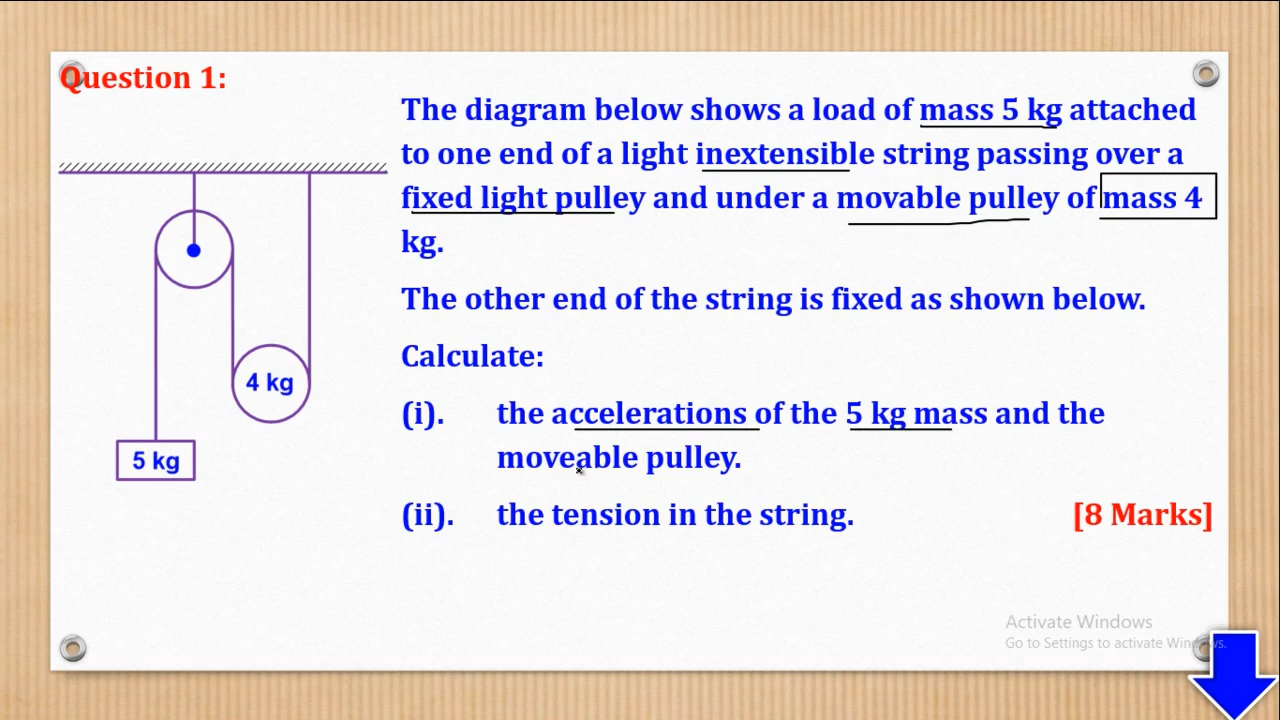 Question 1:
The diagram below shows a load of mass 5 kg attached
to one end of a light inextensible string passing over a
fixed light pulley and under a movable pulley of mass 4
kg.
The other end of the string is fixed as shown below.
Calculate:
(i). the accelerations of the 5 kg mass and the
moveable pulley.
(ii). the tension in the string. [8 Marks]
4 kg
5 kg
Activate Windows
Go to Settings to activate Windows.